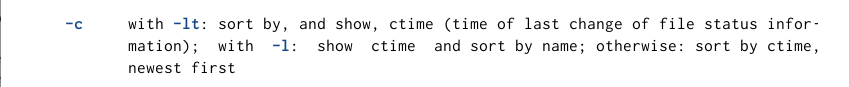 -c with -lt: sort by, and show, ctime (time of last change of file status infor-
mation); with -l: show ctime and sort by name; otherwise: sort by ctime,
newest first